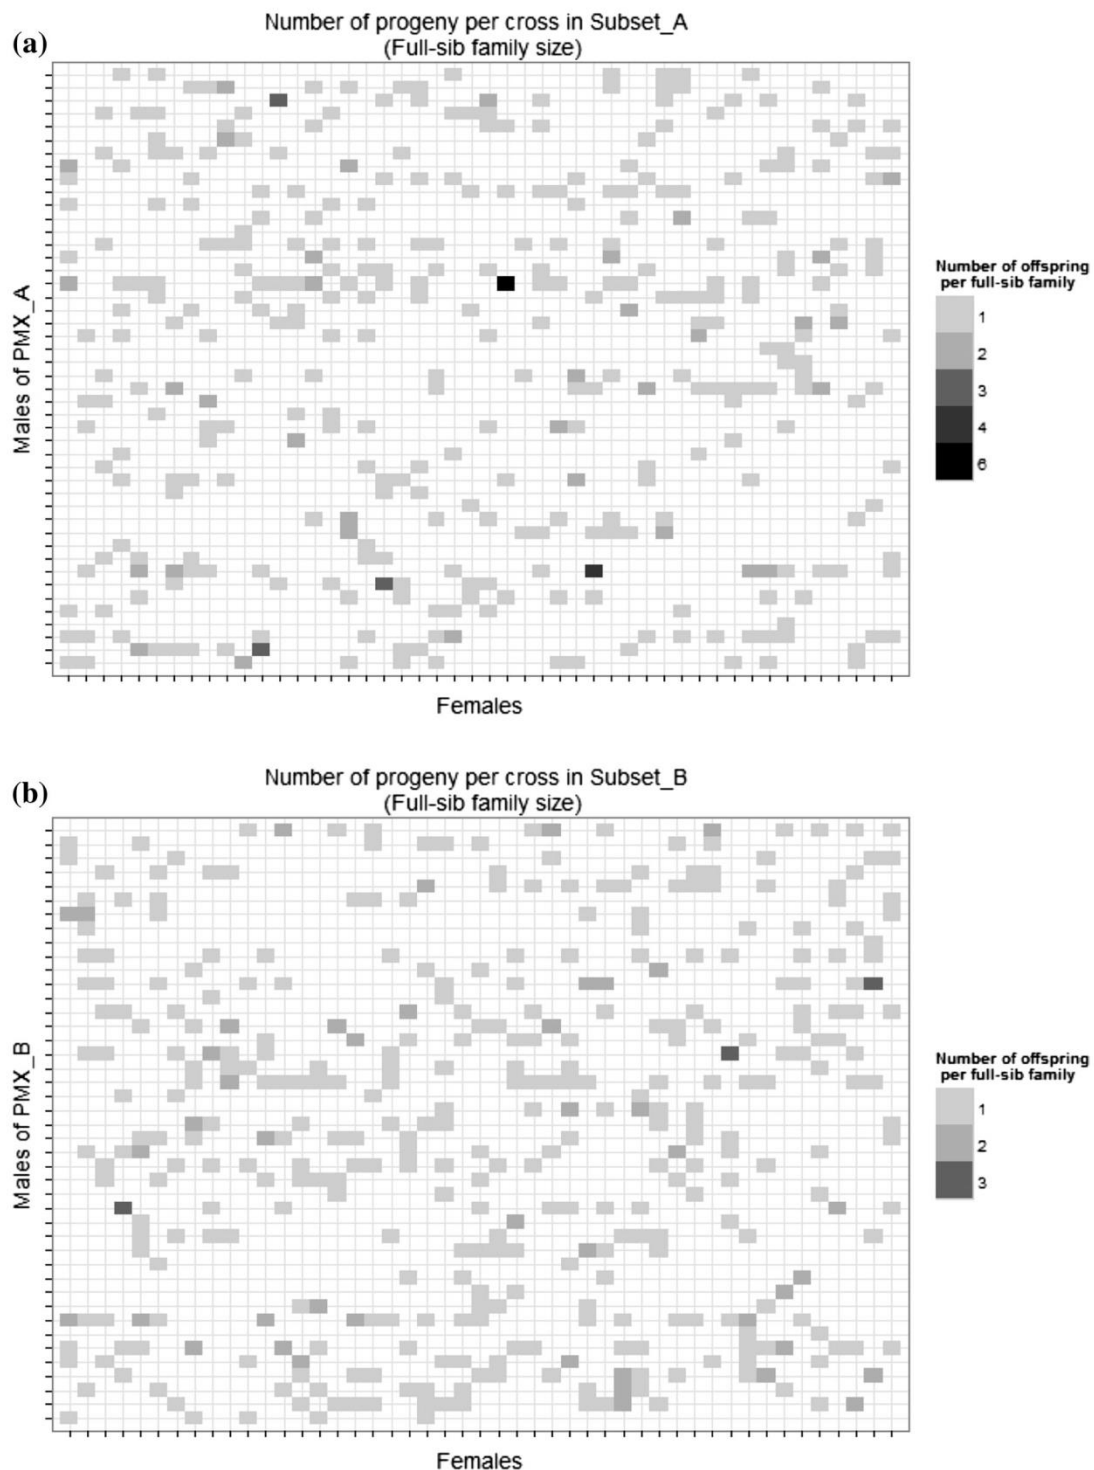 (a)
Number of progeny per cross in Subset_A
(Full-sib family size)
Males of PMX_A
Females
Number of offspring
per full-sib family
1
2
3
4
6
(b)
Number of progeny per cross in Subset_B
(Full-sib family size)
Males of PMX_B
Females
Number of offspring
per full-sib family
1
2
3